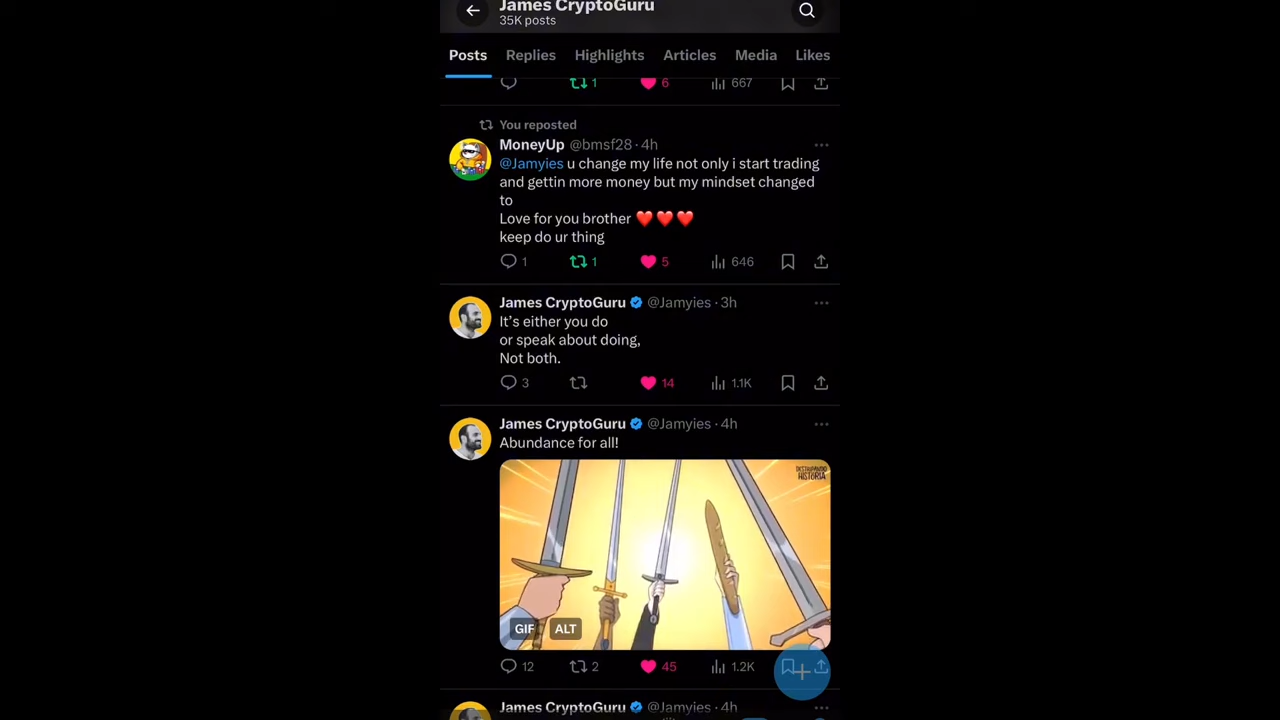 James CryptoGuru
35K posts
Posts Replies Highlights Articles Media Likes
1 6 667
You reposted
MoneyUp @bmsf28 · 4h
@Jamyies u change my life not only i start trading
and gettin more money but my mindset changed
to
Love for you brother ❤️❤️❤️
keep do ur thing
1 1 5 646
James CryptoGuru @Jamyies · 3h
It’s either you do
or speak about doing,
Not both.
3 14 1.1K
James CryptoGuru @Jamyies · 4h
Abundance for all!
DESTRIPANDO
HISTORIA
GIF ALT
12 2 45 1.2K
James CryptoGuru @Jamyies · 4h